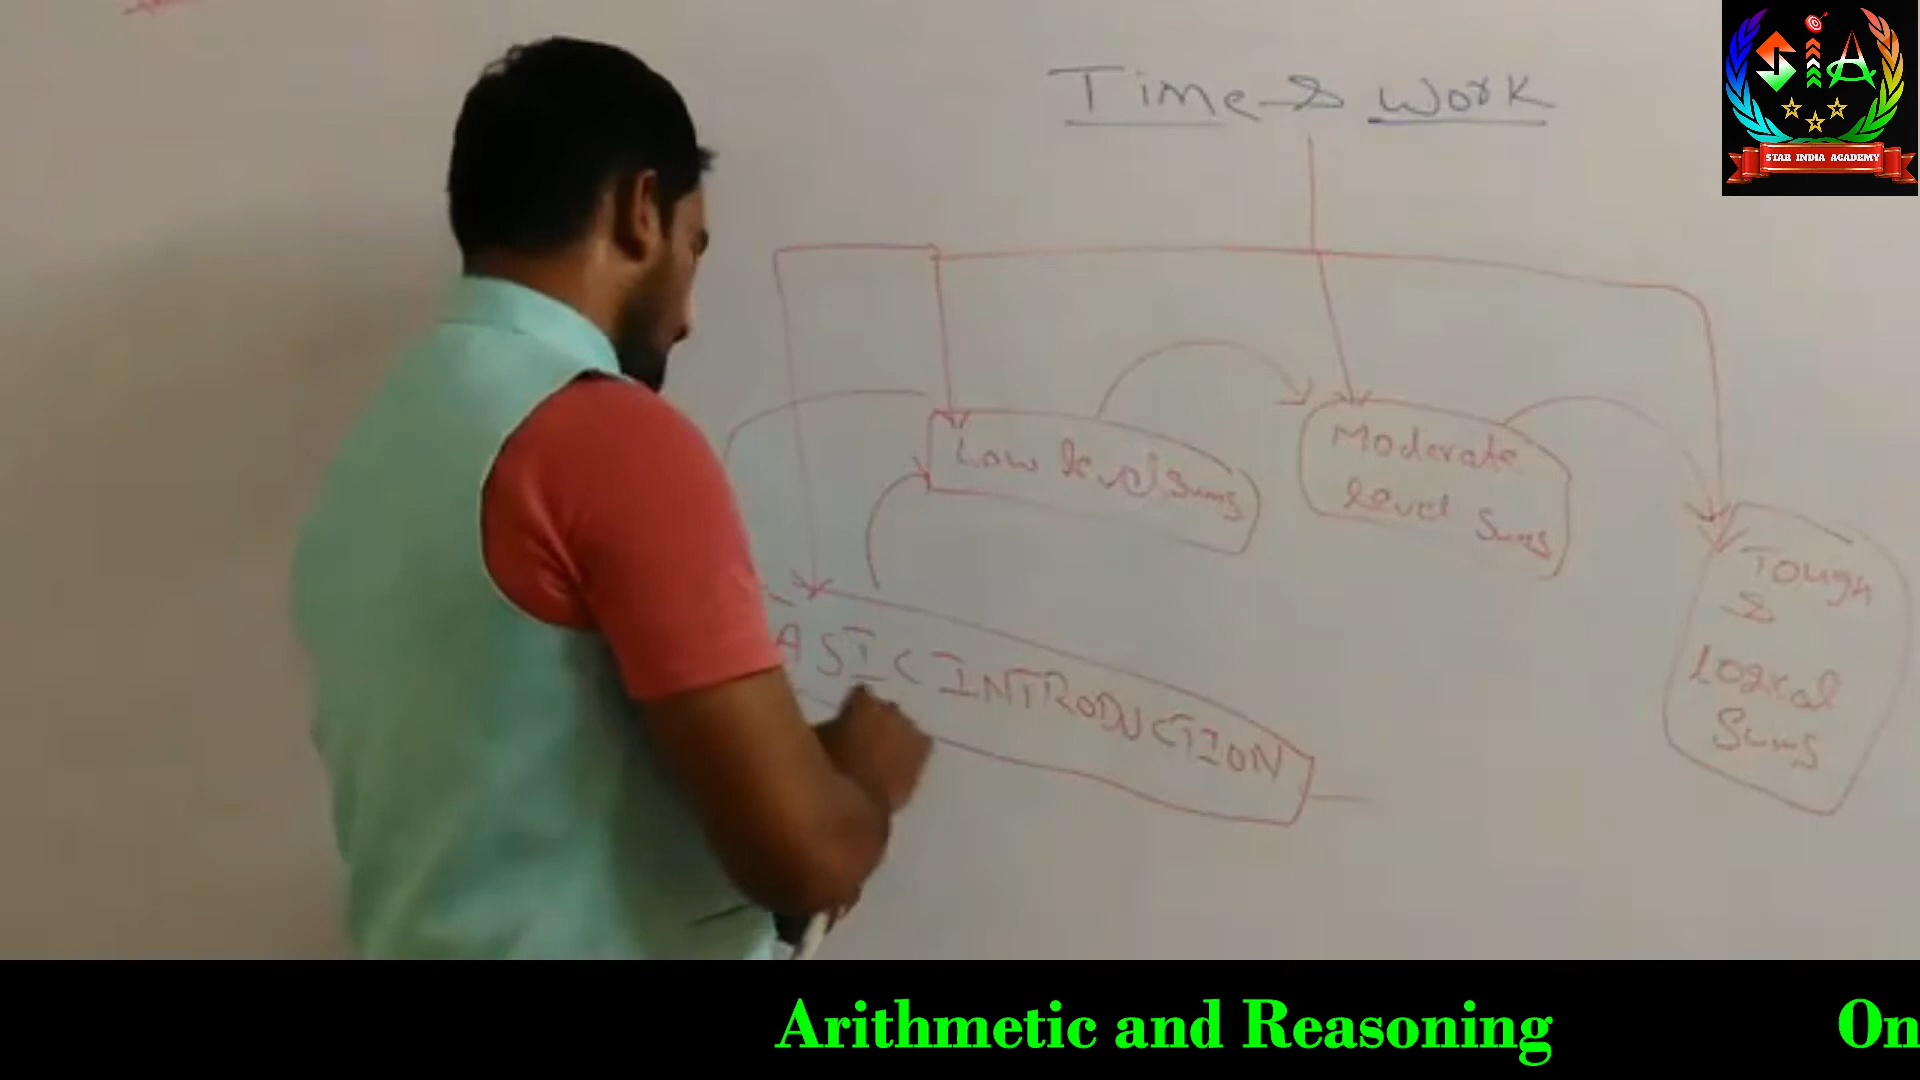 Time & Work
SiA
STAR INDIA ACADEMY
Low level Sums
Moderate
level Sums
Tough
&
Logical
Sums
ASIC INTRODUCTION
Arithmetic and Reasoning
On